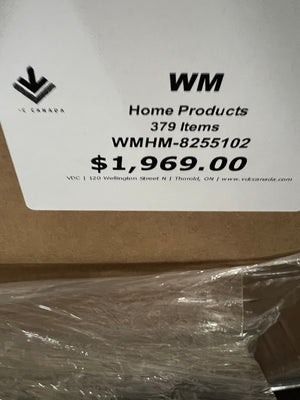 WM
C CANADA
Home Products
379 Items
WMHM-8255102
$1,969.00
VDC | 120 Wellington Street N | Thorold, ON | www.vdccanada.com